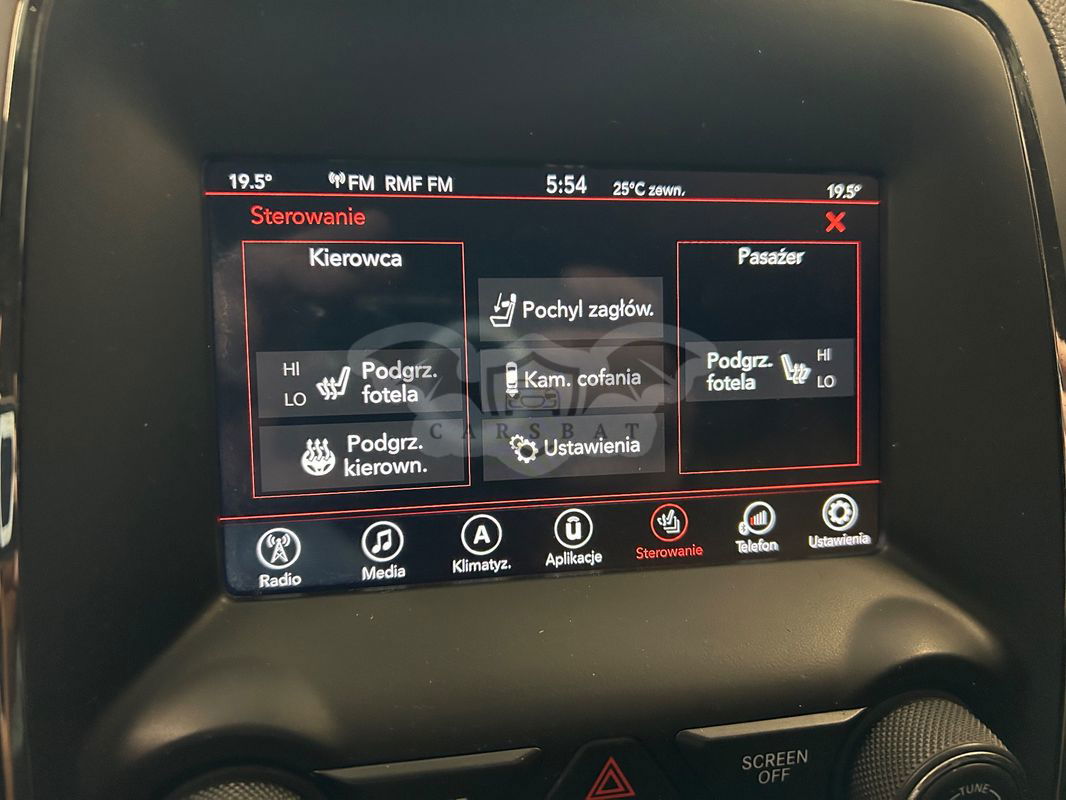 19.5° FM RMF FM 5:54 25°C zewn. 19.5°
Sterowanie
Kierowca
HI
LO
Podgrz.
fotela
Podgrz.
kierown.
Pochyl zagłów.
Kam. cofania
Ustawienia
Pasażer
Podgrz.
fotela
HI
LO
CARSBAT
Radio
Media
A
Klimatyz.
Aplikacje
Sterowanie
Telefon
Ustawienia
SCREEN
OFF
TUNE